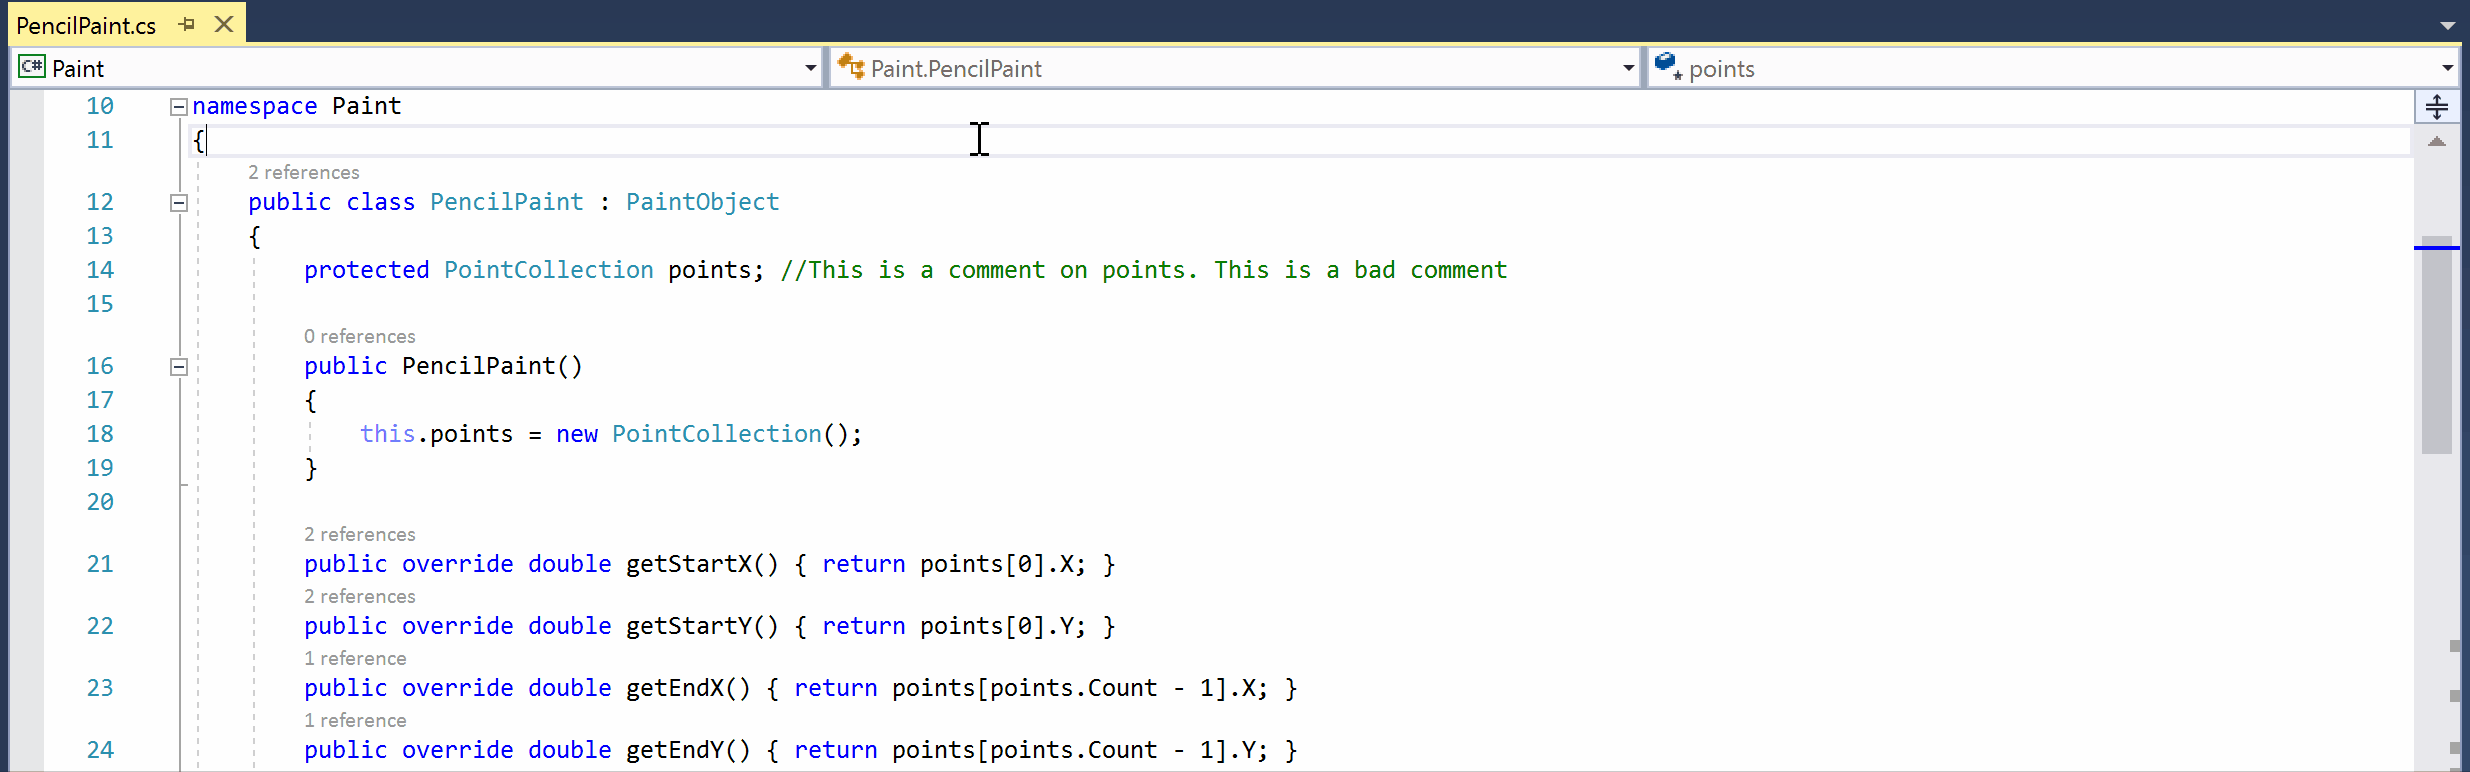 PencilPaint.cs
C# Paint Paint.PencilPaint points
10 namespace Paint
11 {
2 references
12 public class PencilPaint : PaintObject
13 {
14 protected PointCollection points; //This is a comment on points. This is a bad comment
15
0 references
16 public PencilPaint()
17 {
18 this.points = new PointCollection();
19 }
20
2 references
21 public override double getStartX() { return points[0].X; }
2 references
22 public override double getStartY() { return points[0].Y; }
1 reference
23 public override double getEndX() { return points[points.Count - 1].X; }
1 reference
24 public override double getEndY() { return points[points.Count - 1].Y; }